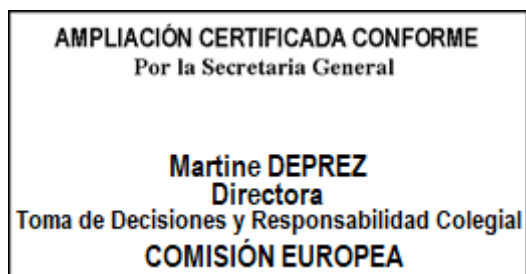 AMPLIACIÓN CERTIFICADA CONFORME
Por la Secretaria General
Martine DEPREZ
Directora
Toma de Decisiones y Responsabilidad Colegial
COMISIÓN EUROPEA